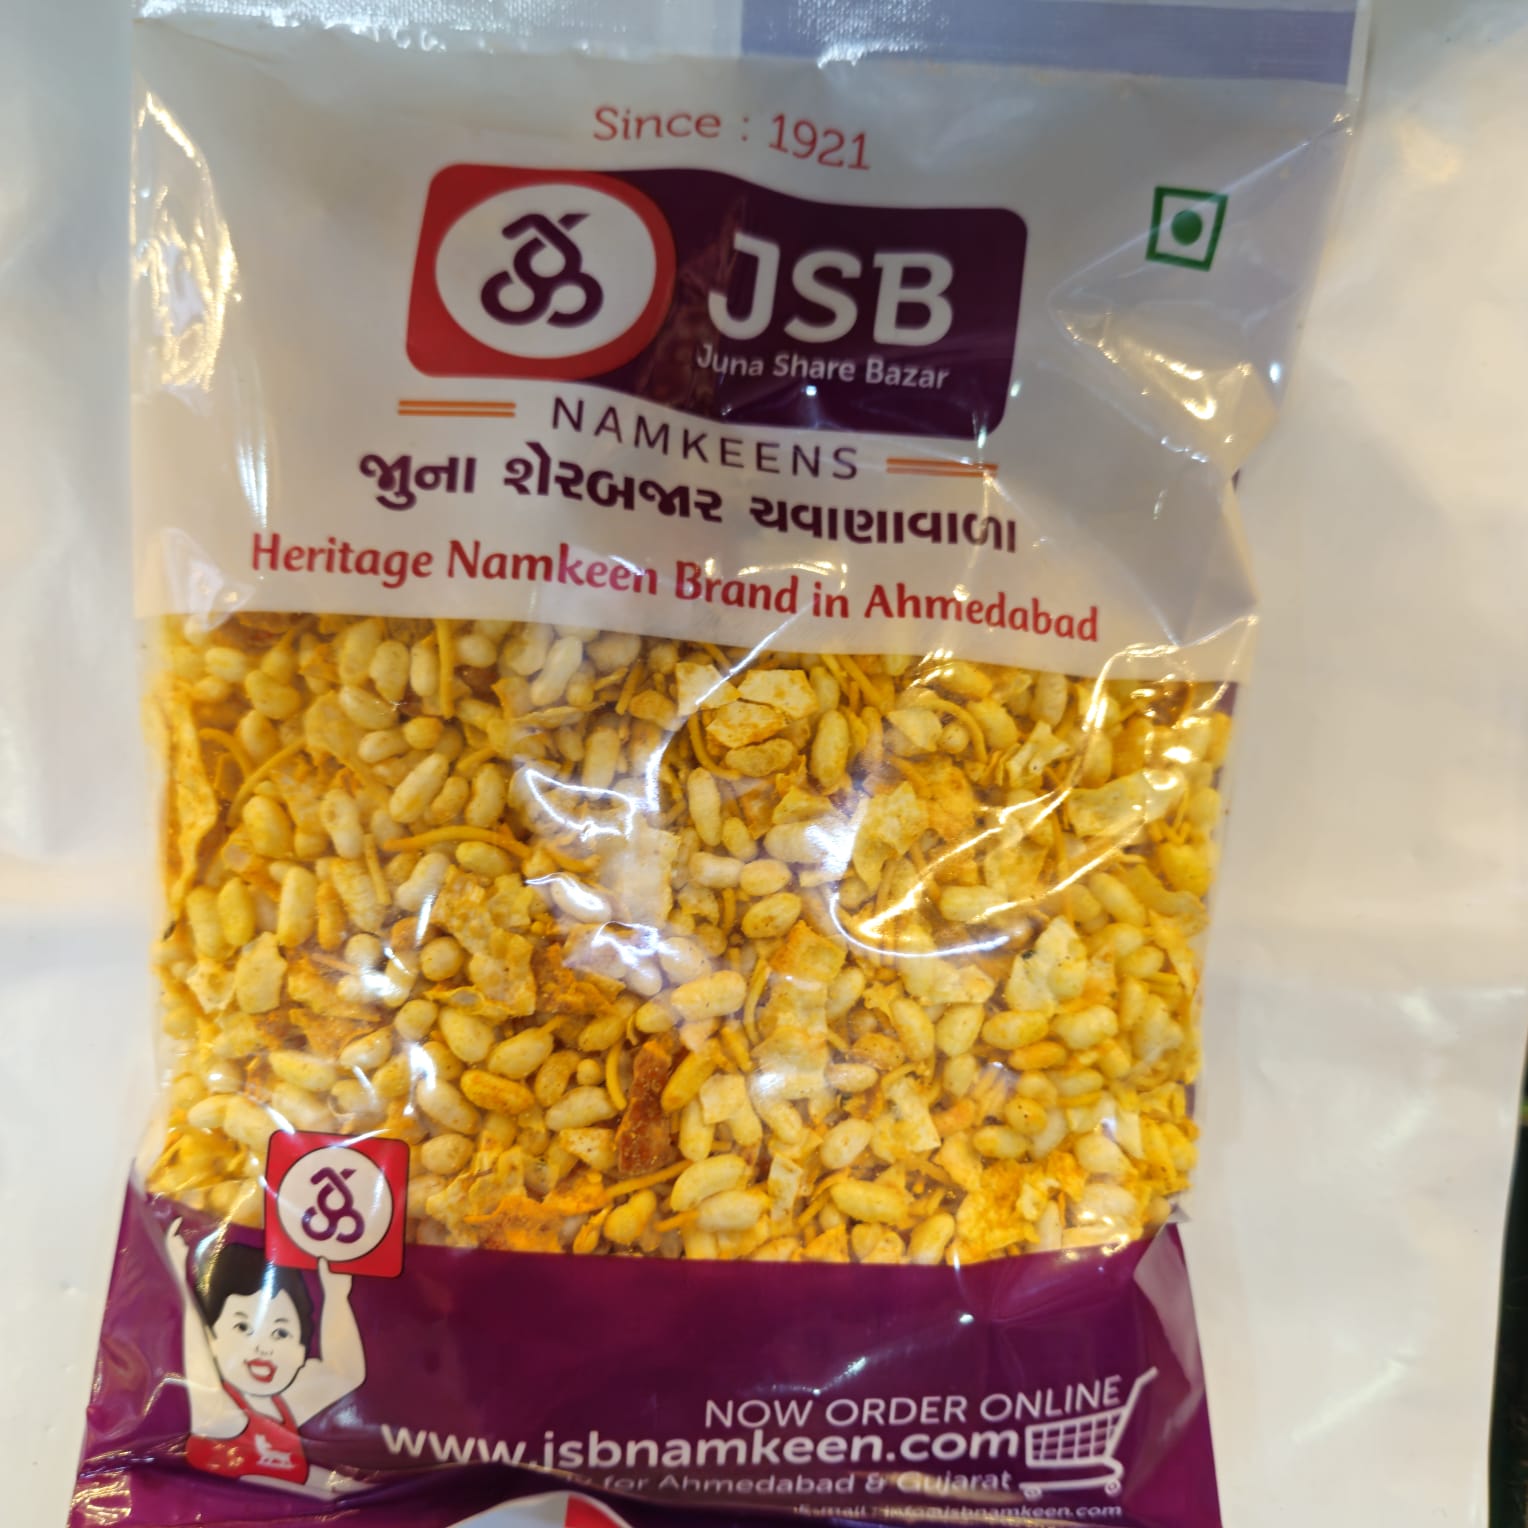 Since : 1921
JSB
Juna Share Bazar
NAMKEENS
જુના શેરબજાર ચવાણાવાળા
Heritage Namkeen Brand in Ahmedabad
NOW ORDER ONLINE
www.jsbnamkeen.com
for Ahmedabad & Gujarat